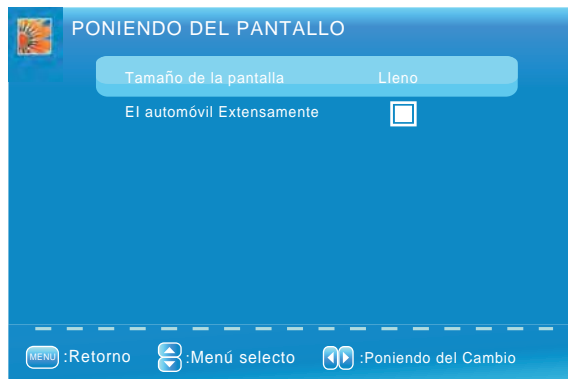 PONIENDO DEL PANTALLO
Tamaño de la pantalla Lleno
El automóvil Extensamente
MENU :Retorno :Menú selecto :Poniendo del Cambio